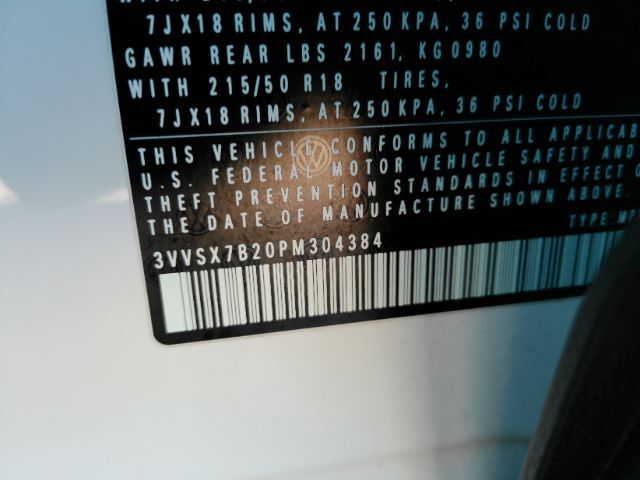 7JX18 RIMS, AT 250 KPA, 36 PSI COLD
GAWR REAR LBS 2161, KG 0980
WITH 215/50 R18 TIRES,
7JX18 RIMS, AT 250 KPA, 36 PSI COLD
THIS VEHICLE CONFORMS TO ALL APPLICAB
U.S. FEDERAL MOTOR VEHICLE SAFETY AND
THEFT PREVENTION STANDARDS IN EFFECT O
THE DATE OF MANUFACTURE SHOWN ABOVE.
TYPE:MP
3VVSX7B20PM304384